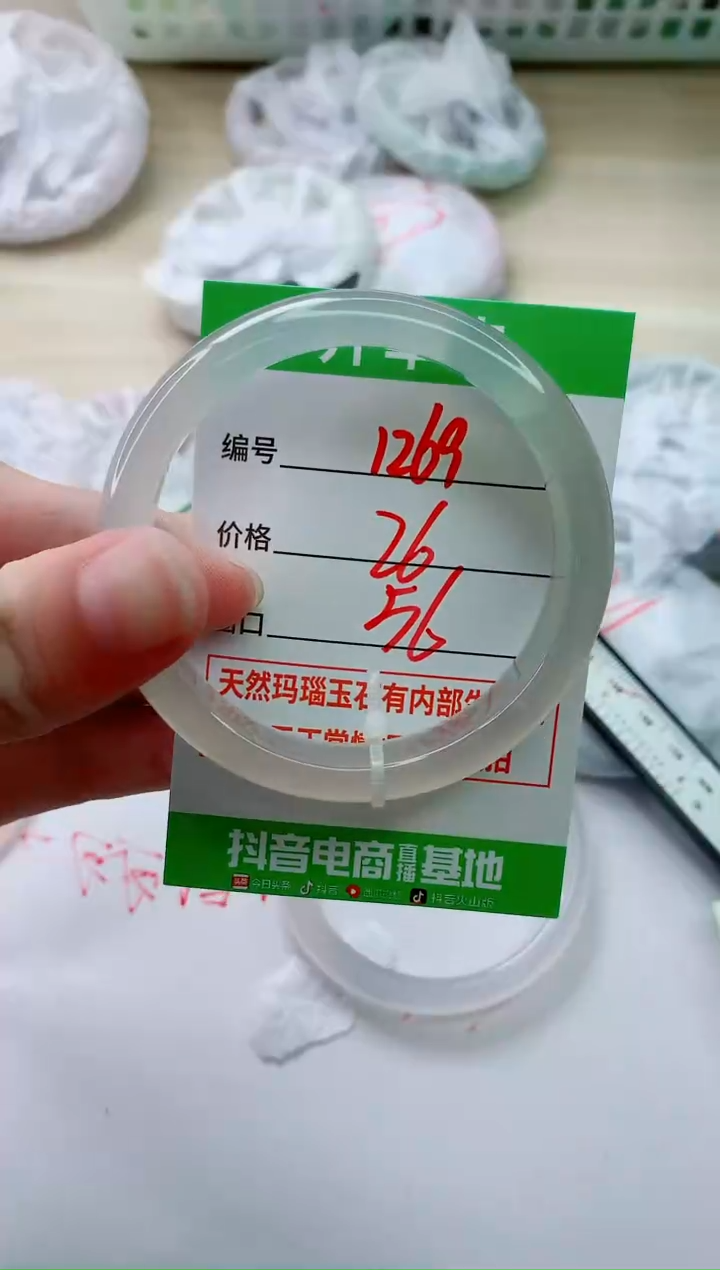 编号 1269
价格 26
口 56
天然玛瑙玉石有内部
抖音电商直播基地
今日头条 抖音 抖音火山版